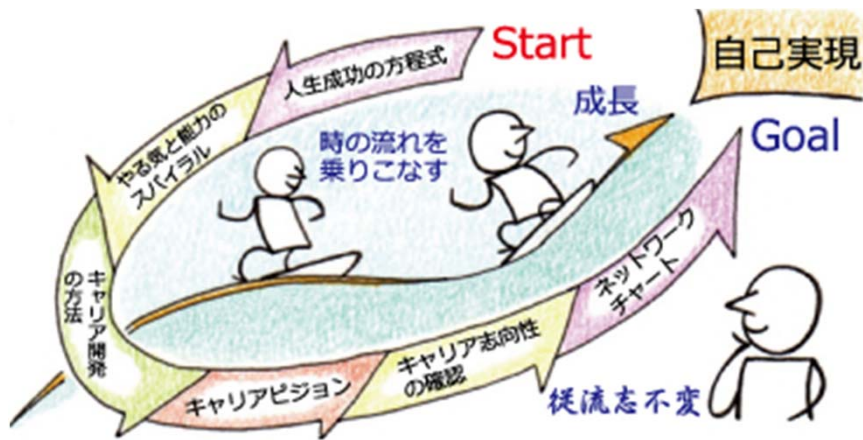 Start
人生成功の方程式
やる気と能力の
スパイラル
キャリア開発
の方法
キャリアビジョン
キャリア志向性
の確認
ネットワーク
チャート
Goal
自己実現
成長
時の流れを
乗りこなす
従流志不変